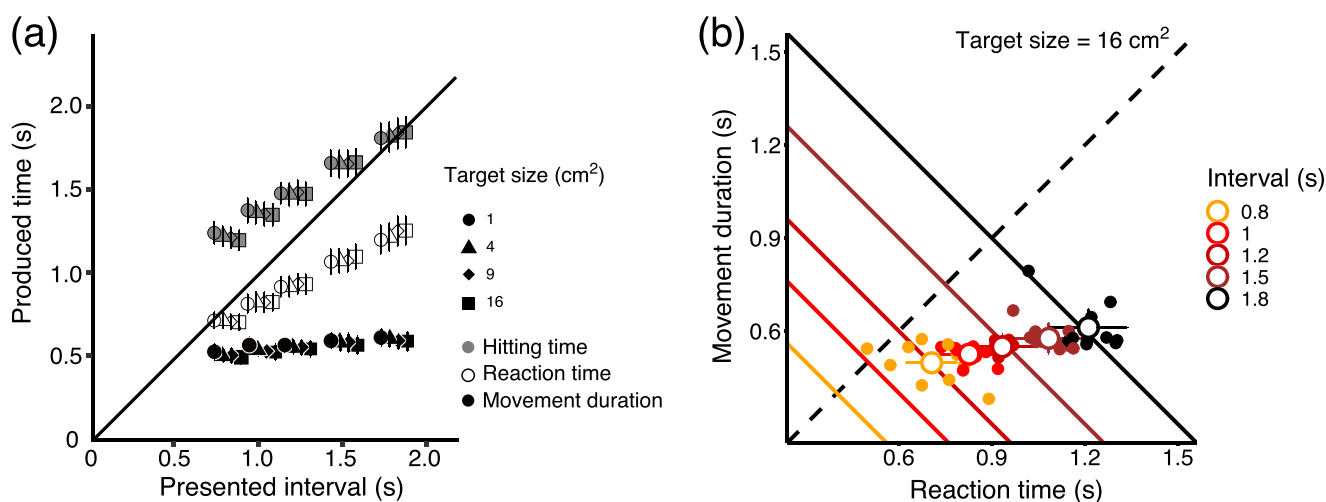 (a)
Produced time (s)
2.0
1.5
1.0
0.5
0
0
0.5
1.0
1.5
2.0
Presented interval (s)
Target size (cm²)
1
4
9
16
Hitting time
Reaction time
Movement duration
(b)
Target size = 16 cm²
Movement duration (s)
1.5
1.2
0.9
0.6
0.6
0.9
1.2
1.5
Reaction time (s)
Interval (s)
0.8
1
1.2
1.5
1.8